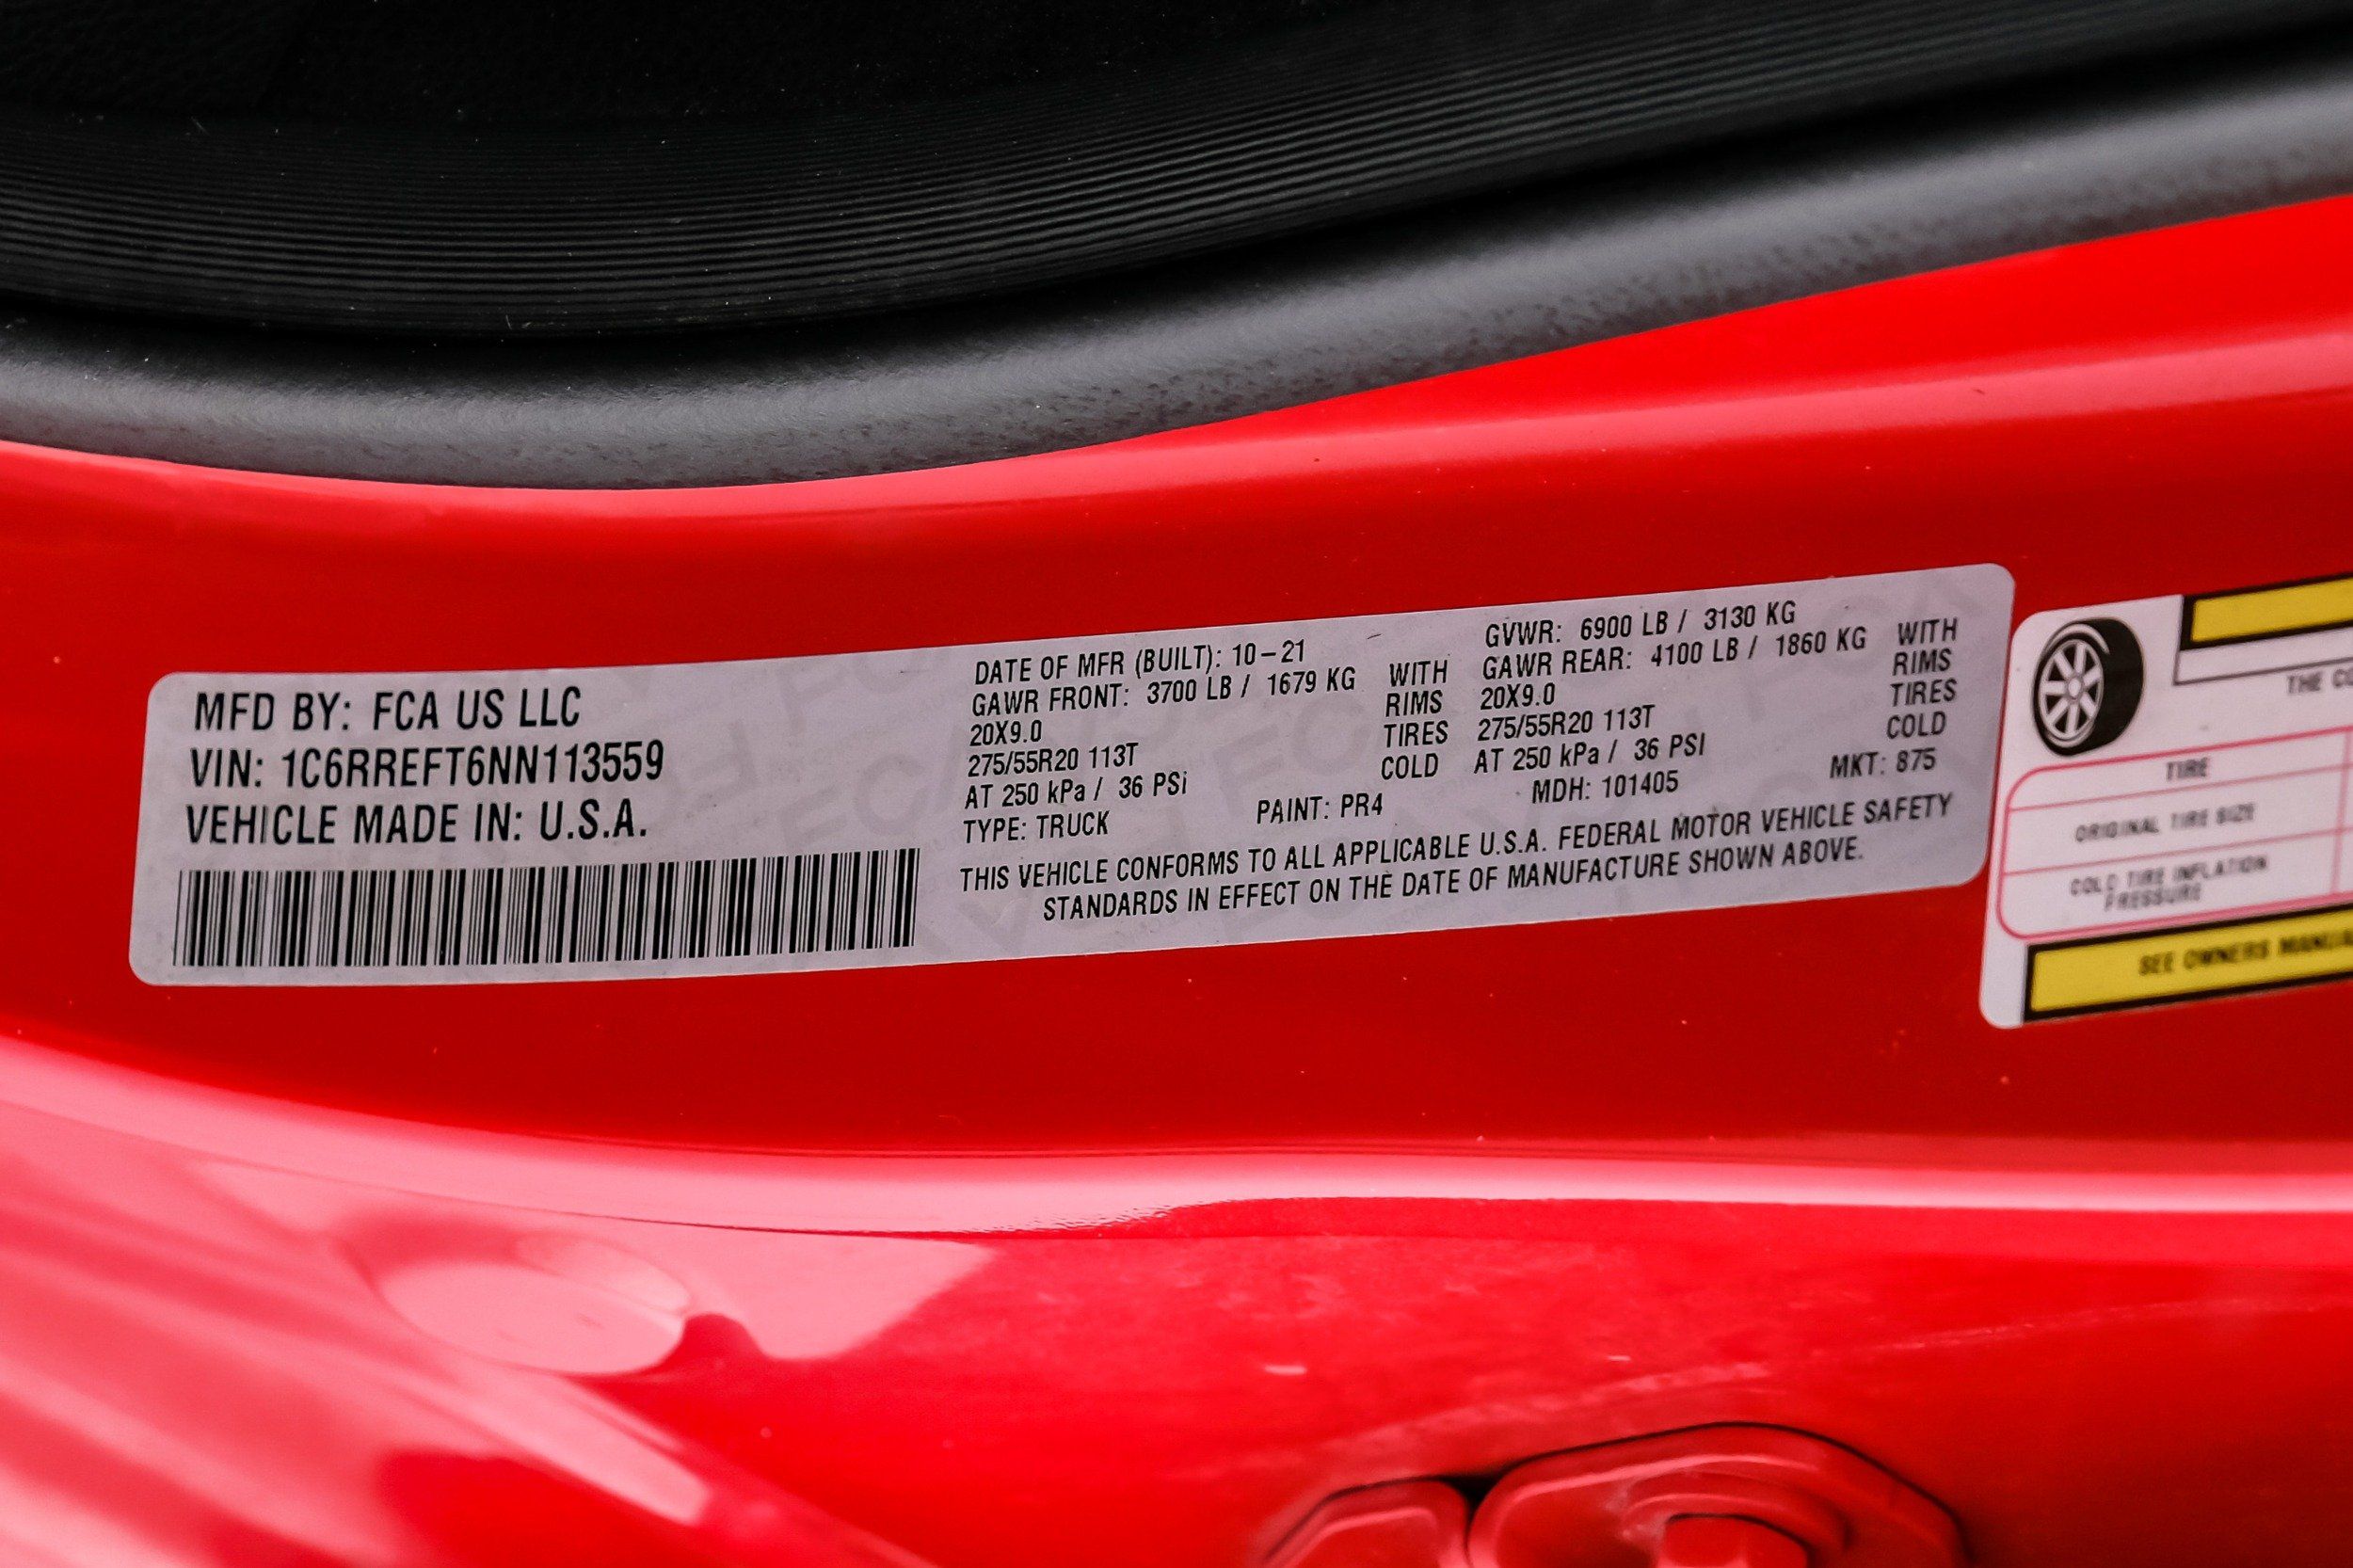 MFD BY: FCA US LLC
VIN: 1C6RREFT6NN113559
VEHICLE MADE IN: U.S.A.
DATE OF MFR (BUILT): 10-21
GAWR FRONT: 3700 LB / 1679 KG WITH
20X9.0 RIMS
275/55R20 113T TIRES
AT 250 kPa / 36 PSi COLD
TYPE: TRUCK PAINT: PR4
GVWR: 6900 LB / 3130 KG
GAWR REAR: 4100 LB / 1860 KG WITH
20X9.0 RIMS
275/55R20 113T TIRES
AT 250 kPa / 36 PSI COLD
MDH: 101405 MKT: 875
THIS VEHICLE CONFORMS TO ALL APPLICABLE U.S.A. FEDERAL MOTOR VEHICLE SAFETY
STANDARDS IN EFFECT ON THE DATE OF MANUFACTURE SHOWN ABOVE.
THE
TIRE
ORIGINAL TIRE SIZE
COLD TIRE INFLATION
PRESSURE
SEE OWNERS